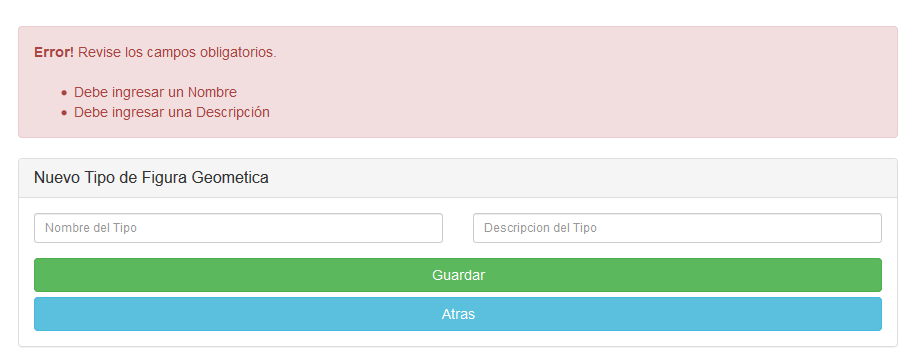 Error! Revise los campos obligatorios.
Debe ingresar un Nombre
Debe ingresar una Descripción
Nuevo Tipo de Figura Geometica
Nombre del Tipo Descripcion del Tipo
Guardar
Atras